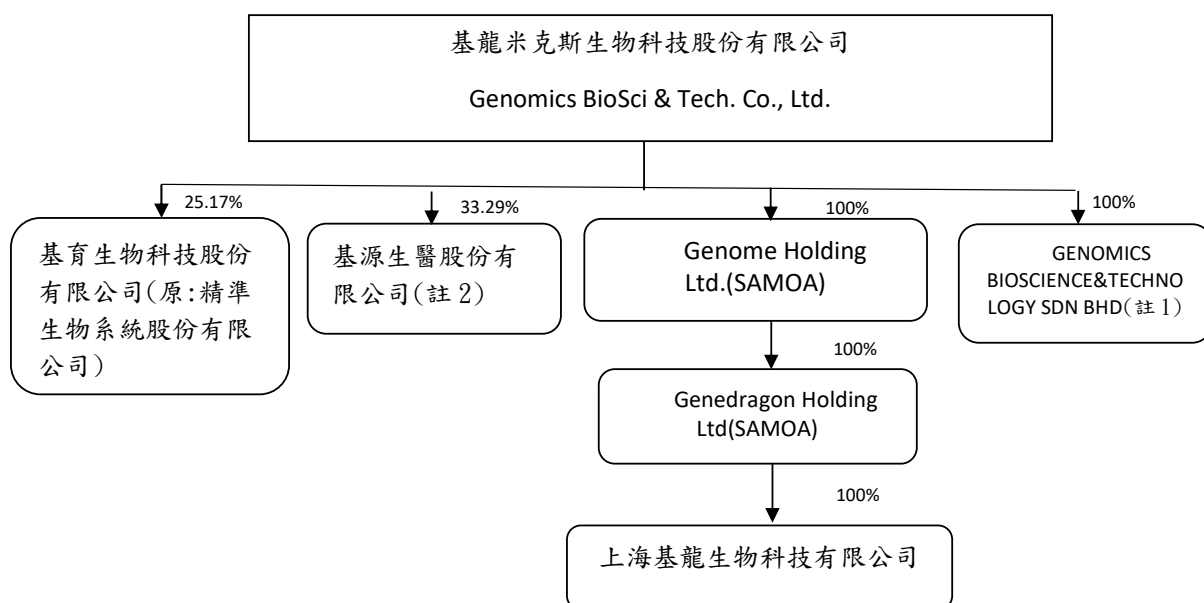 基龍米克斯生物科技股份有限公司
Genomics BioSci & Tech. Co., Ltd.
25.17%
33.29%
100%
100%
基育生物科技股份
有限公司(原:精準
生物系統股份有限
公司)
基源生醫股份有
限公司(註 2)
Genome Holding
Ltd.(SAMOA)
GENOMICS
BIOSCIENCE&TECHNO
LOGY SDN BHD(註 1)
100%
Genedragon Holding
Ltd(SAMOA)
100%
上海基龍生物科技有限公司